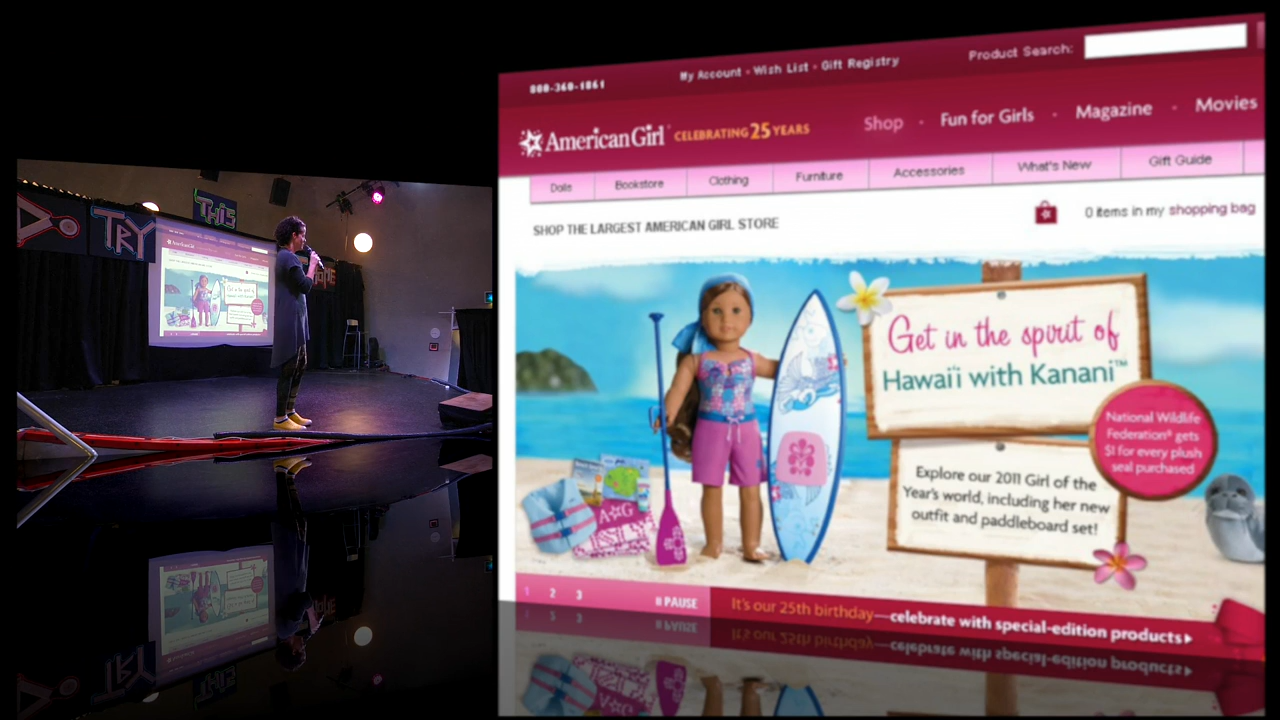 TRY
THIS
800-360-1861
My Account • Wish List • Gift Registry
Product Search:
American Girl CELEBRATING 25 YEARS
Shop • Fun for Girls • Magazine • Movies
Dolls Bookstore Clothing Furniture Accessories What's New Gift Guide
SHOP THE LARGEST AMERICAN GIRL STORE
0 items in my shopping bag
Get in the spirit of
Hawai'i with Kanani™
National Wildlife
Federation® gets
$1 for every plush
seal purchased
Explore our 2011 Girl of the
Year's world, including her new
outfit and paddleboard set!
A☆G
1 2 3 II PAUSE
It's our 25th birthday—celebrate with special-edition products